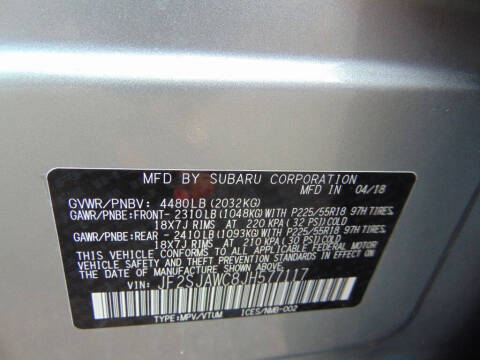 MFD BY SUBARU CORPORATION
MFD IN 04/18
GVWR/PNBV: 4480LB (2032KG)
GAWR/PNBE:FRONT- 2310LB (1048KG) WITH P225/55R18 97H TIRES,
18X7J RIMS AT 220 KPA (32 PSI) COLD
GAWR/PNBE:REAR - 2410LB (1093KG) WITH P225/55R18 97H TIRES,
18X7J RIMS AT 210 KPA (30 PSI) COLD
THIS VEHICLE CONFORMS TO ALL APPLICABLE
U.S. FEDERAL MOTOR VEHICLE SAFETY
AND THEFT PREVENTION STANDARDS IN EFFECT
ON THE DATE OF MANUFACTURE SHOWN ABOVE.
VIN: JF2SJAWC8JH577117
TYPE: MPV/VTUM ICES/NMB-002